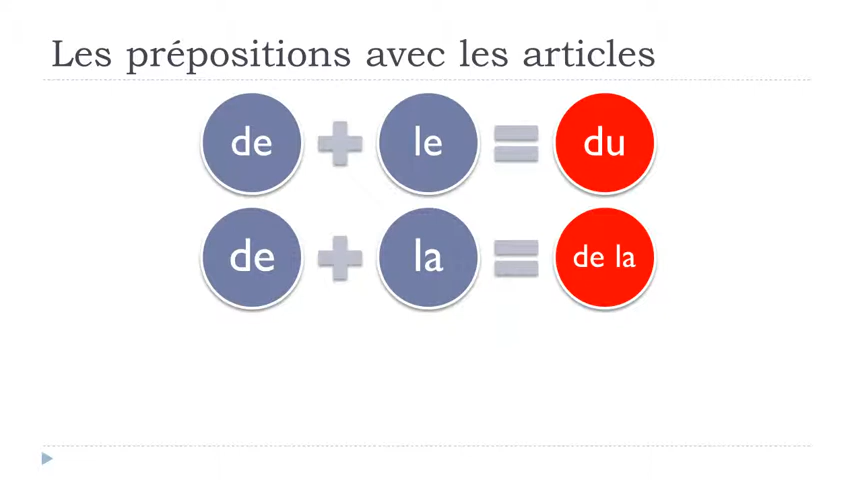 Les prépositions avec les articles
de + le = du
de + la = de la